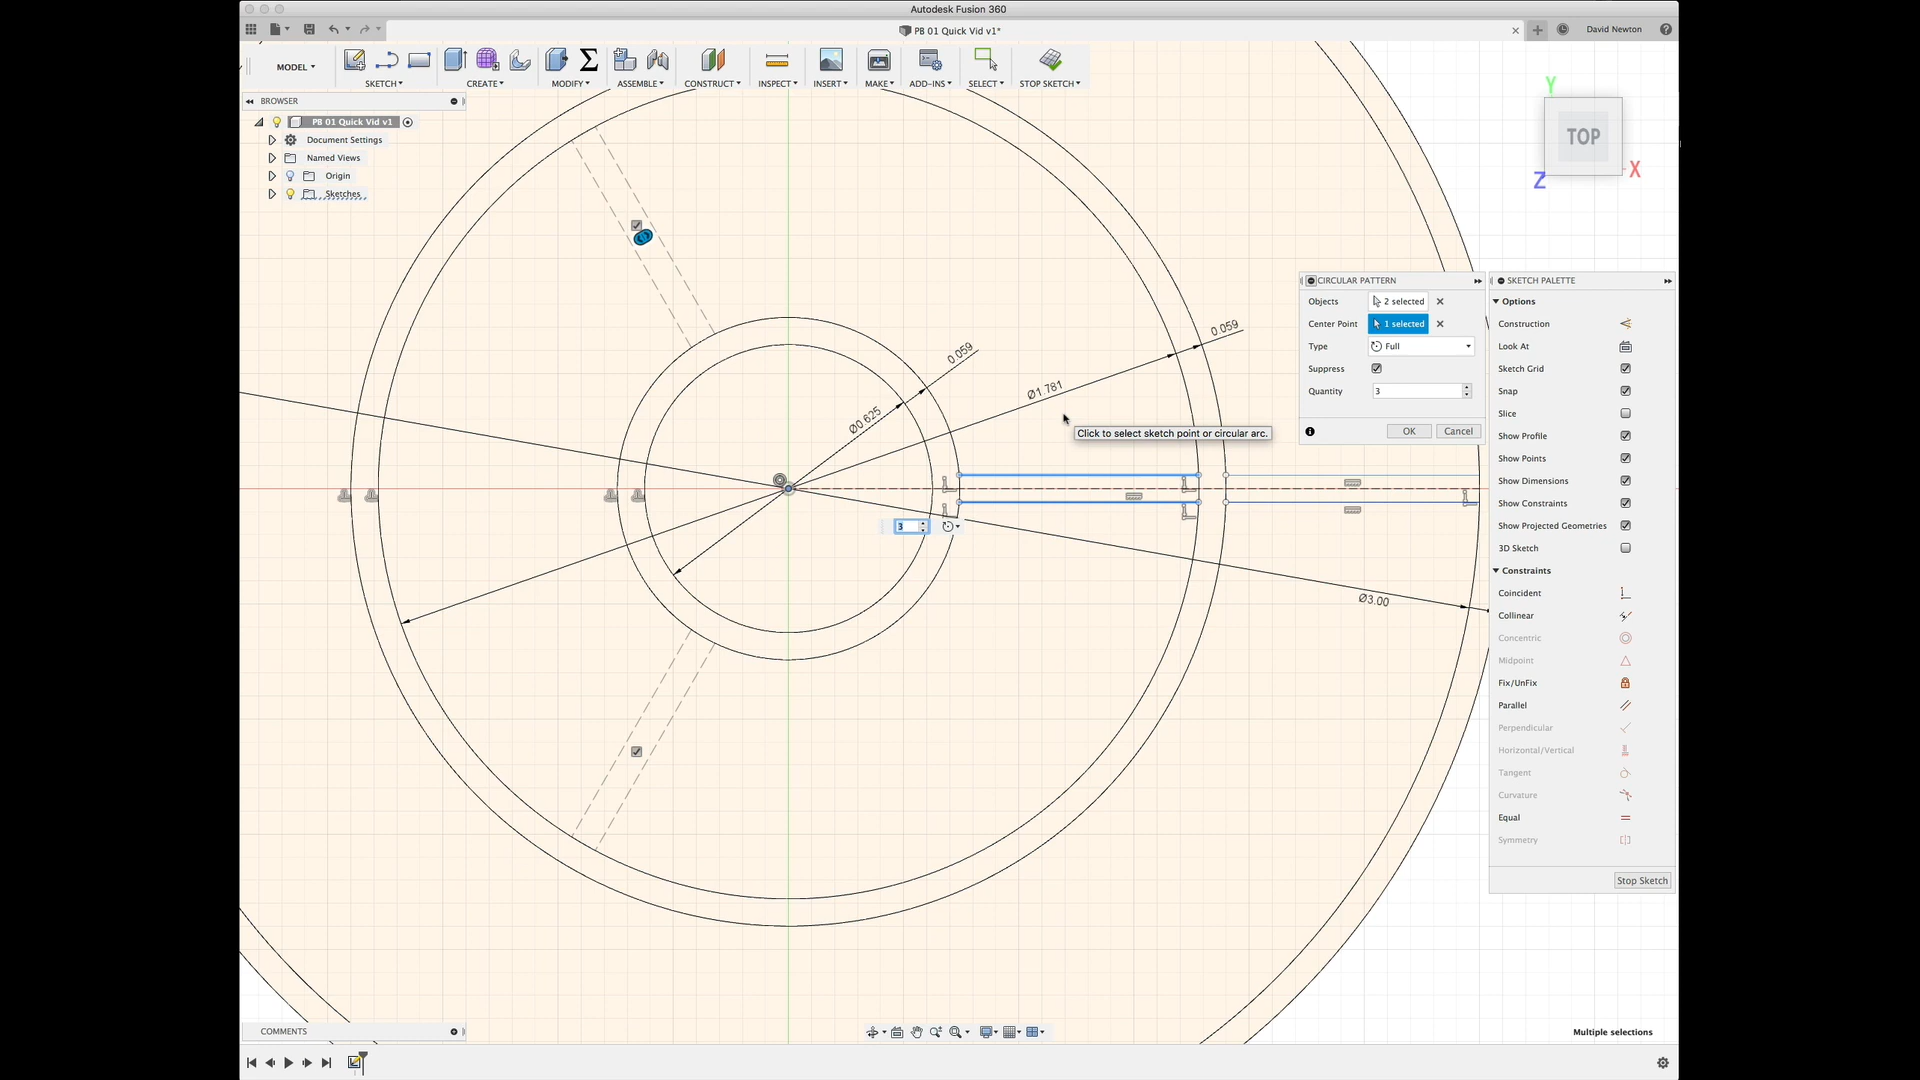 Autodesk Fusion 360
PB 01 Quick Vid v1*
David Newton
MODEL
SKETCH
CREATE
MODIFY
ASSEMBLE
CONSTRUCT
INSPECT
INSERT
MAKE
ADD-INS
SELECT
STOP SKETCH
BROWSER
PB 01 Quick Vid v1
Document Settings
Named Views
Origin
Sketches
Y
TOP
X
Z
CIRCULAR PATTERN
Objects
2 selected
Center Point
1 selected
Type
Full
Suppress
Quantity
3
OK
Cancel
SKETCH PALETTE
Options
Construction
Look At
Sketch Grid
Snap
Slice
Show Profile
Show Points
Show Dimensions
Show Constraints
Show Projected Geometries
3D Sketch
Constraints
Coincident
Collinear
Concentric
Midpoint
Fix/UnFix
Parallel
Perpendicular
Horizontal/Vertical
Tangent
Curvature
Equal
Symmetry
Stop Sketch
0.059
0.059
Ø1.781
Ø0.625
Click to select sketch point or circular arc.
3
Ø3.00
COMMENTS
Multiple selections